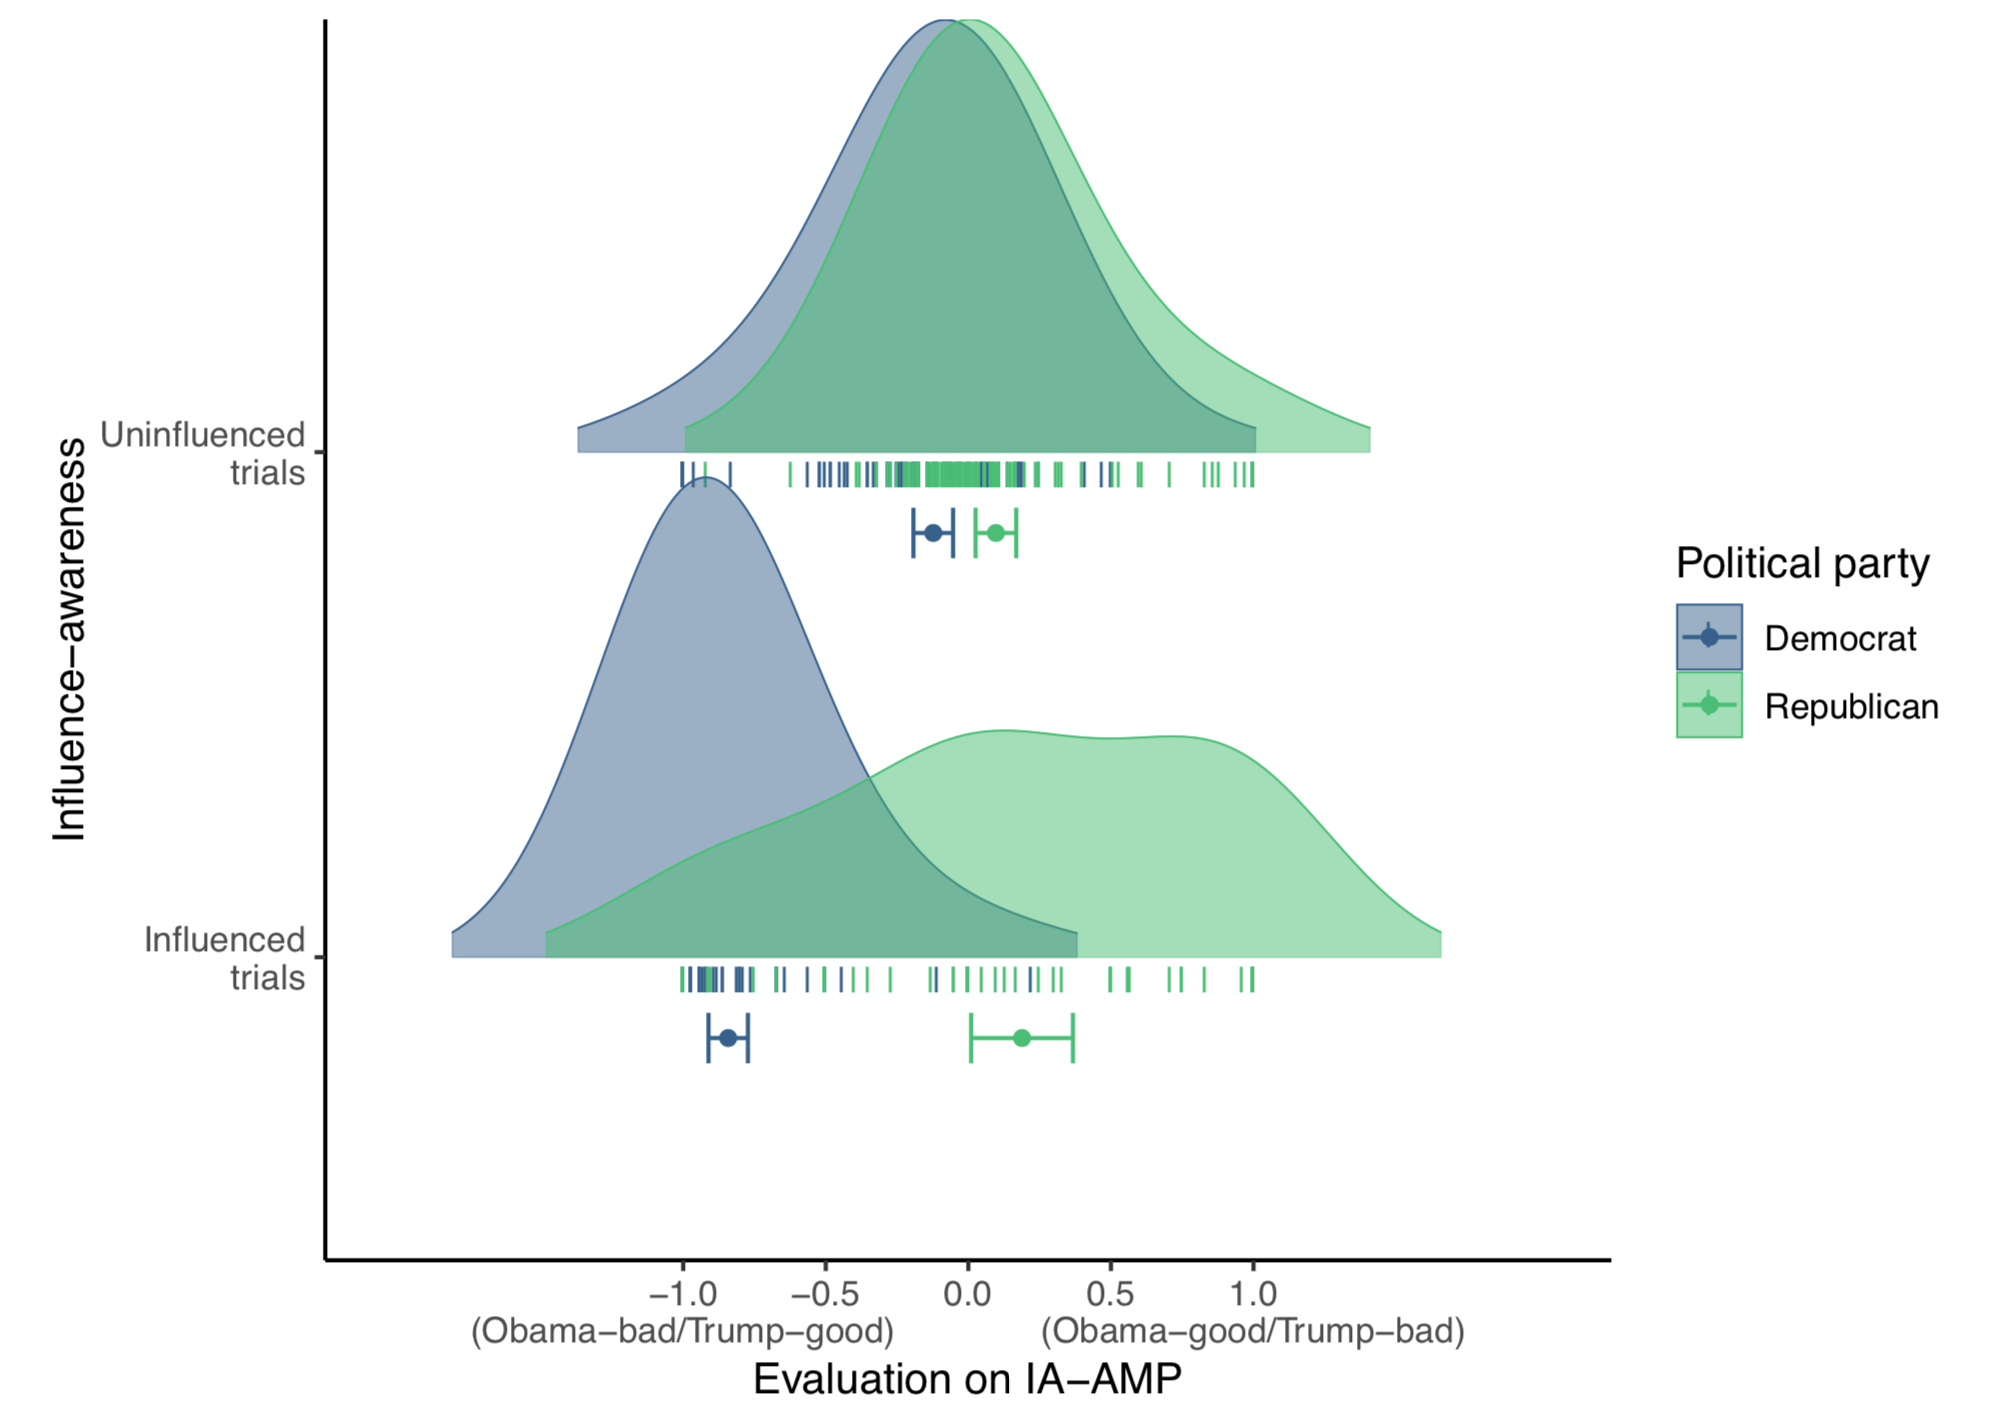 Influence−awareness
Uninfluenced
trials
Influenced
trials
−1.0
−0.5
0.0
0.5
1.0
(Obama−bad/Trump−good)
(Obama−good/Trump−bad)
Evaluation on IA−AMP
Political party
Democrat
Republican